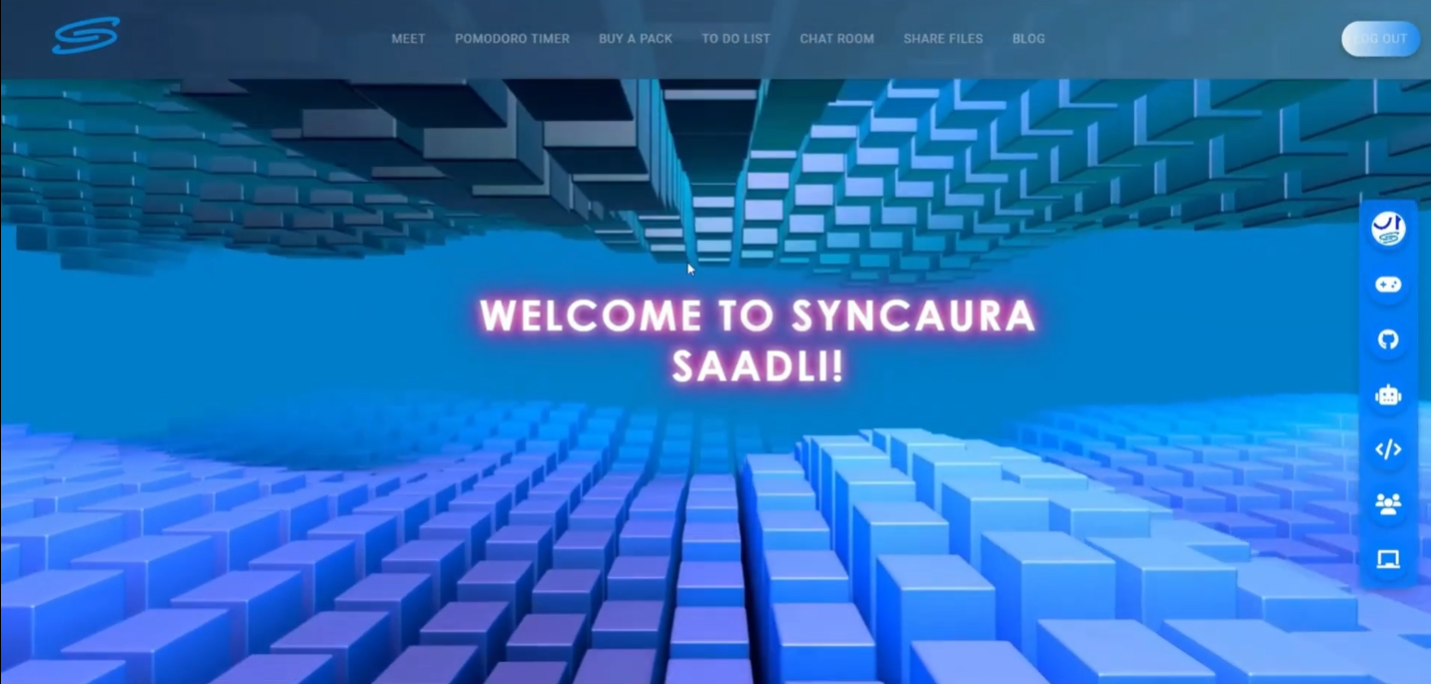 MEET POMODORO TIMER BUY A PACK TO DO LIST CHAT ROOM SHARE FILES BLOG LOG OUT
WELCOME TO SYNCAURA
SAADLI!